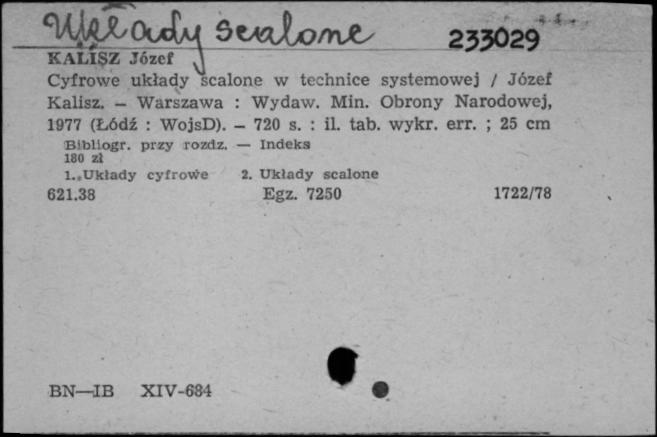 Układy scalone
233029
KALISZ Józef
Cyfrowe układy scalone w technice systemowej / Józef
Kalisz. — Warszawa : Wydaw. Min. Obrony Narodowej,
1977 (Łódź : WojsD). — 720 s. : il. tab. wykr. err. ; 25 cm
Bibliogr. przy rozdz. — Indeks
180 zł
1. Układy cyfrowe 2. Układy scalone
621.38 Egz. 7250 1722/78
BN—IB XIV-684